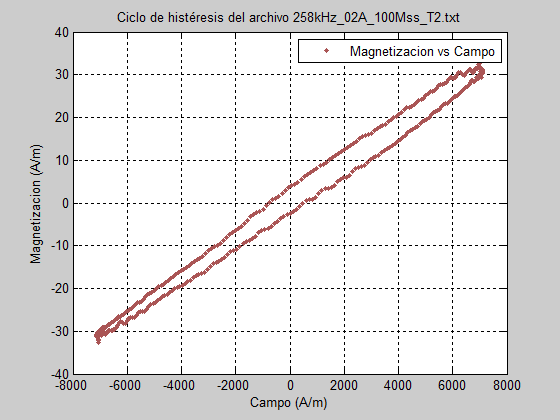 Ciclo de histéresis del archivo 258kHz_02A_100Mss_T2.txt
40
Magnetizacion vs Campo
30
20
10
0
-10
-20
-30
-40
Magnetizacion (A/m)
-8000 -6000 -4000 -2000 0 2000 4000 6000 8000
Campo (A/m)